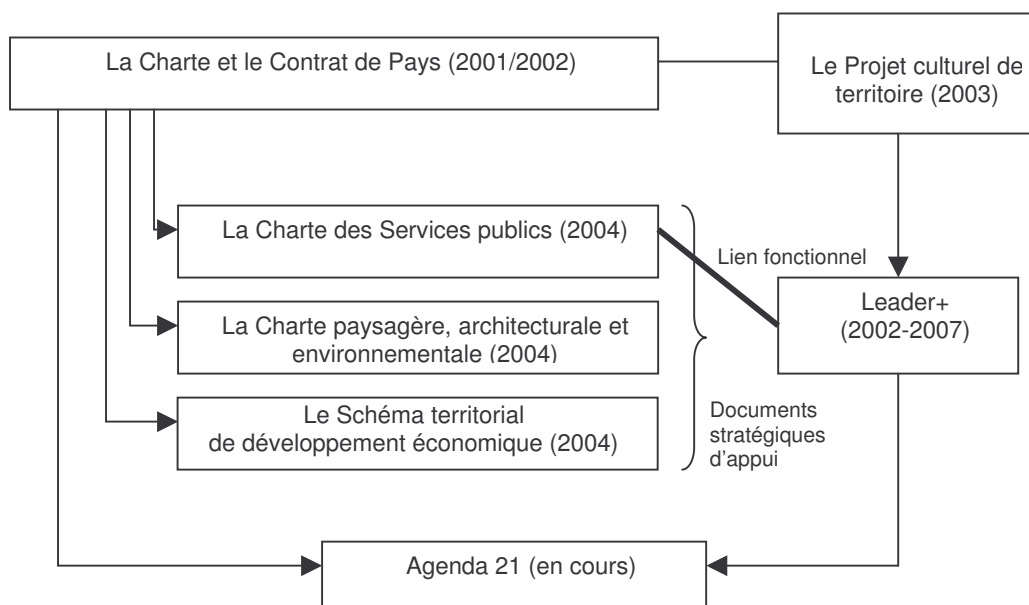 La Charte et le Contrat de Pays (2001/2002)
Le Projet culturel de
territoire (2003)
La Charte des Services publics (2004)
Lien fonctionnel
La Charte paysagère, architecturale et
environnementale (2004)
Leader+
(2002-2007)
Le Schéma territorial
de développement économique (2004)
Documents
stratégiques
d'appui
Agenda 21 (en cours)